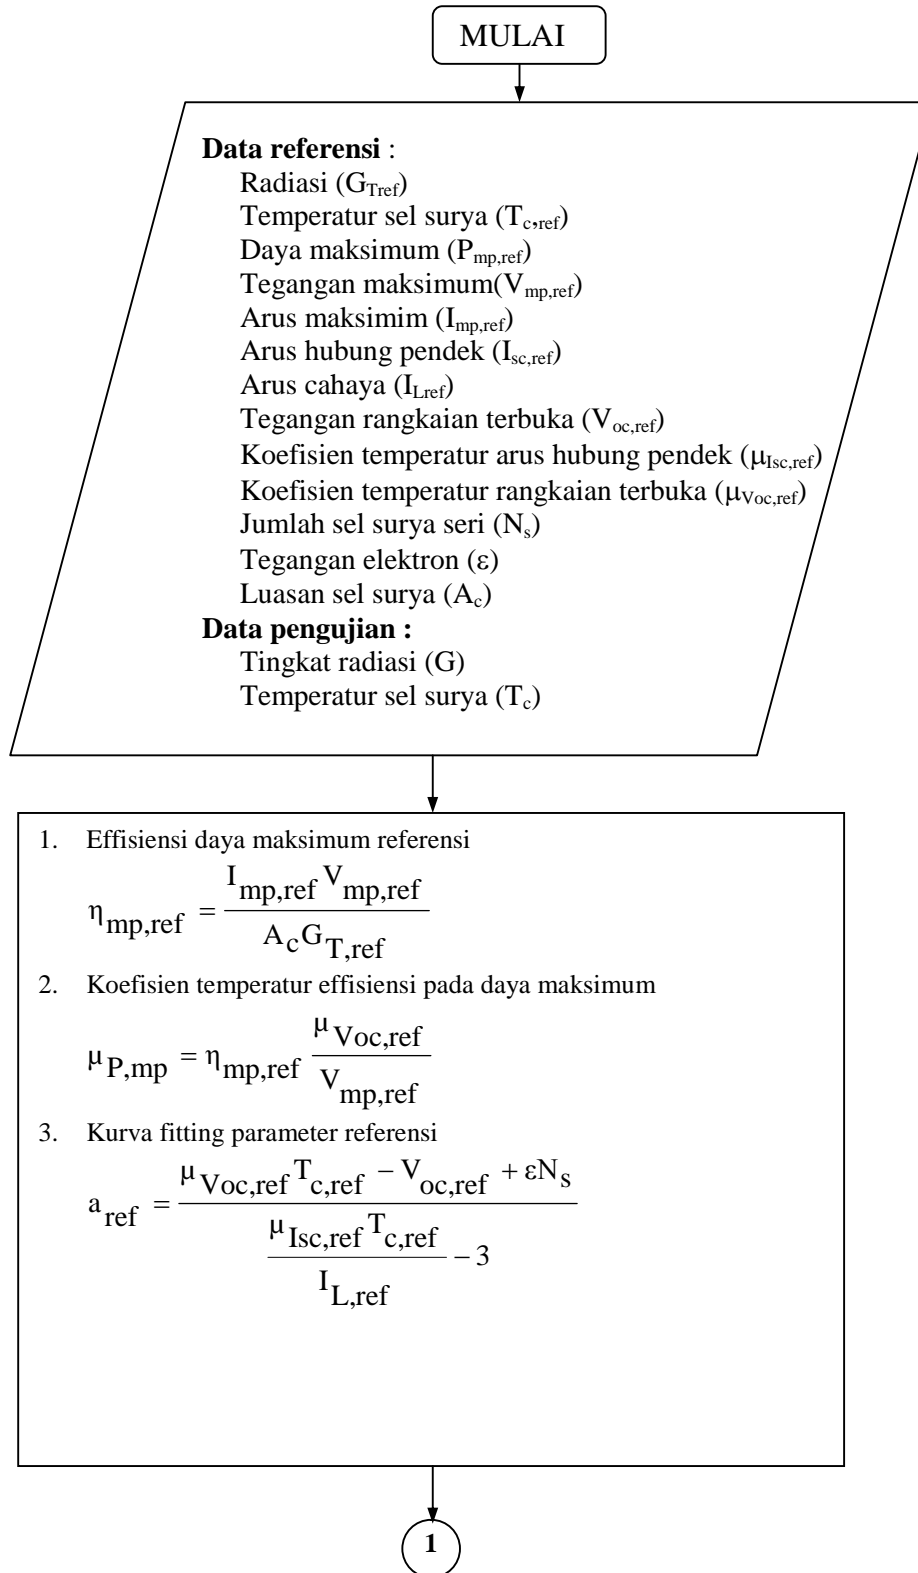 MULAI
Data referensi :
Radiasi (G_Tref)
Temperatur sel surya (T_c,ref)
Daya maksimum (P_mp,ref)
Tegangan maksimum(V_mp,ref)
Arus maksimim (I_mp,ref)
Arus hubung pendek (I_sc,ref)
Arus cahaya (I_Lref)
Tegangan rangkaian terbuka (V_oc,ref)
Koefisien temperatur arus hubung pendek (μ_Isc,ref)
Koefisien temperatur rangkaian terbuka (μ_Voc,ref)
Jumlah sel surya seri (N_s)
Tegangan elektron (ε)
Luasan sel surya (A_c)
Data pengujian :
Tingkat radiasi (G)
Temperatur sel surya (T_c)
1. Effisiensi daya maksimum referensi
η_mp,ref = (I_mp,ref V_mp,ref) / (A_c G_T,ref)
2. Koefisien temperatur effisiensi pada daya maksimum
μ_P,mp = η_mp,ref (μ_Voc,ref / V_mp,ref)
3. Kurva fitting parameter referensi
a_ref = (μ_Voc,ref T_c,ref − V_oc,ref + εN_s) / ((μ_Isc,ref T_c,ref / I_L,ref) − 3)
1